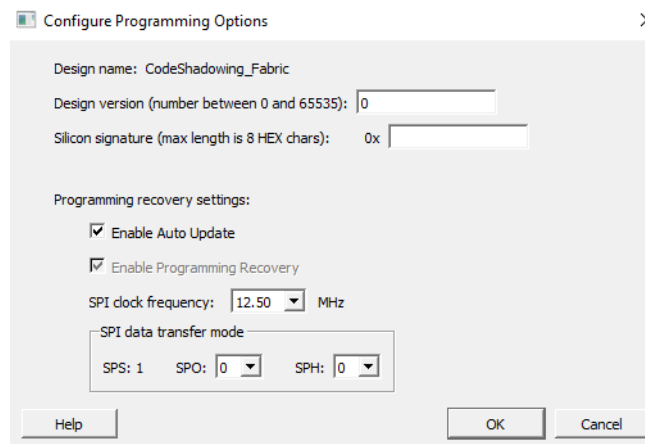 Configure Programming Options
Design name: CodeShadowing_Fabric
Design version (number between 0 and 65535): 0
Silicon signature (max length is 8 HEX chars): 0x
Programming recovery settings:
Enable Auto Update
Enable Programming Recovery
SPI clock frequency: 12.50 MHz
SPI data transfer mode
SPS: 1 SPO: 0 SPH: 0
Help OK Cancel